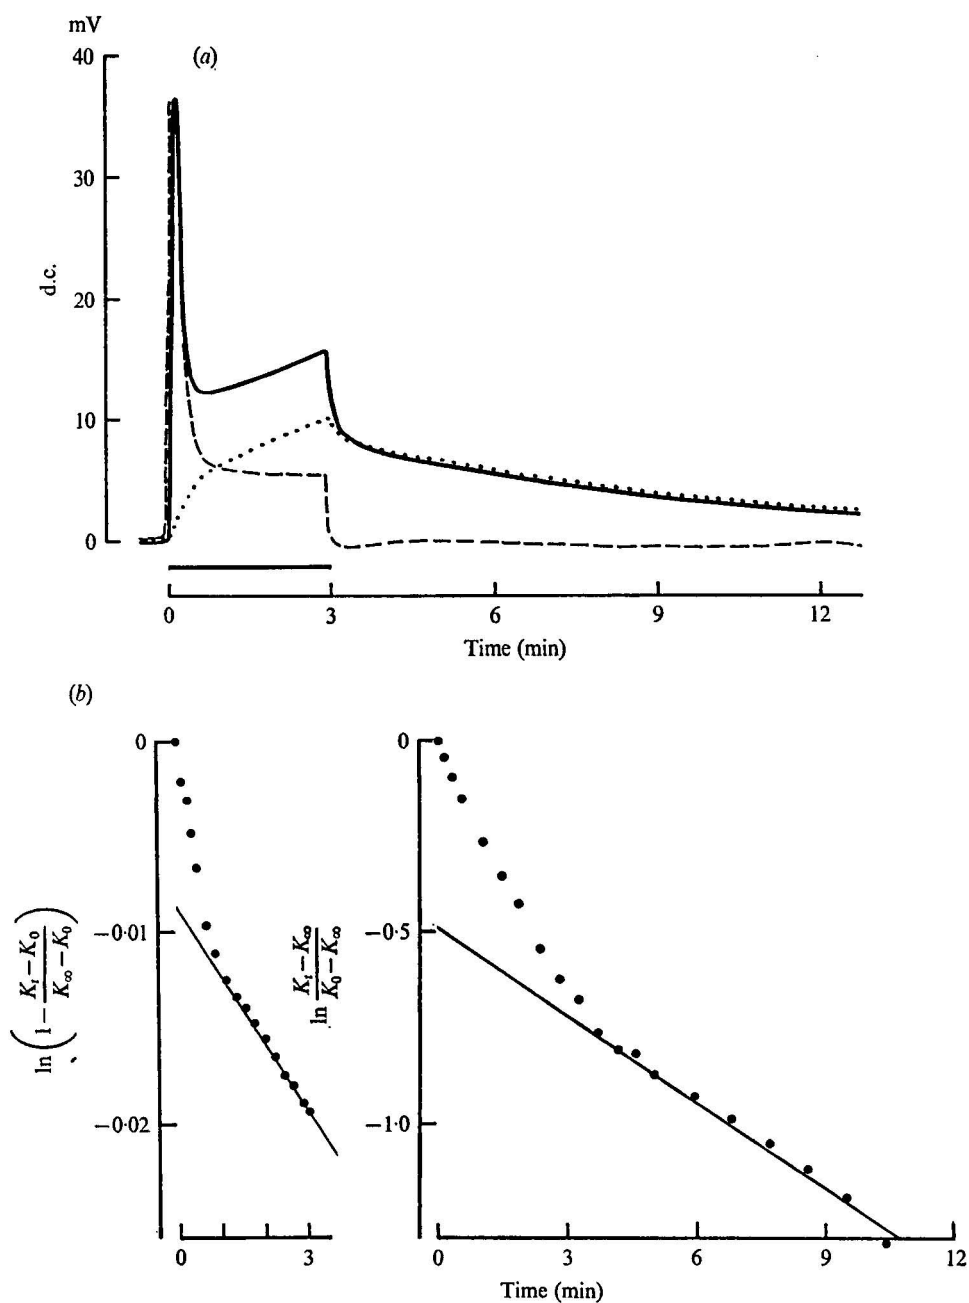 mV
(a)
40
30
20
10
0
d.c.
0 3 6 9 12
Time (min)
(b)
0
−0·01
−0·02
ln (1 − (K_t − K_0)/(K_∞ − K_0))
0 3
0
−0·5
−1·0
ln (K_t − K_∞)/(K_0 − K_∞)
0 3 6 9 12
Time (min)